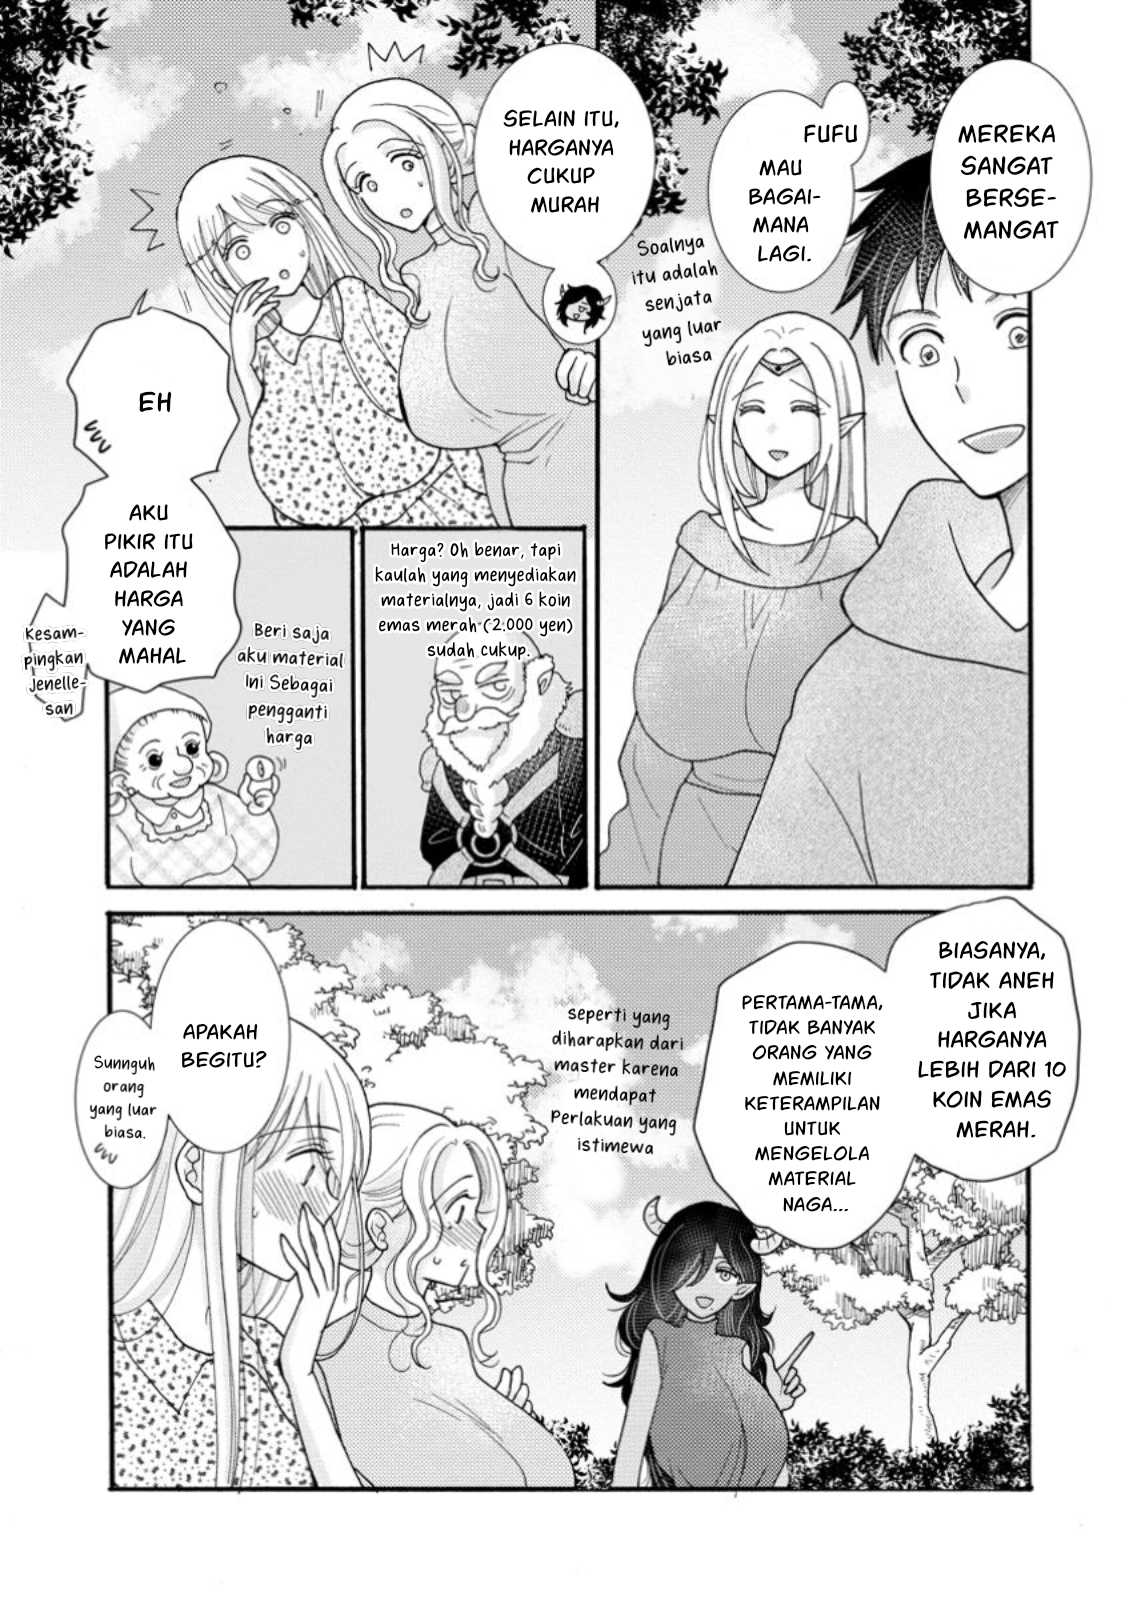 MEREKA
SANGAT
BERSE-
MANGAT
FUFU
MAU
BAGAI-
MANA
LAGI.
Soalnya
itu adalah
senjata
yang luar
biasa
SELAIN ITU,
HARGANYA
CUKUP
MURAH
EH
AKU
PIKIR ITU
ADALAH
HARGA
YANG
MAHAL
Kesam-
pingkan
Jenelle-
san
Harga? Oh benar, tapi
kaulah yang menyediakan
materialnya, jadi 6 koin
emas merah (2.000 yen)
sudah cukup.
Beri saja
aku material
Ini Sebagai
pengganti
harga
BIASANYA,
TIDAK ANEH
JIKA
HARGANYA
LEBIH DARI 10
KOIN EMAS
MERAH.
PERTAMA-TAMA,
TIDAK BANYAK
ORANG YANG
MEMILIKI
KETERAMPILAN
UNTUK
MENGELOLA
MATERIAL
NAGA...
seperti yang
diharapkan dari
master karena
mendapat
Perlakuan yang
istimewa
APAKAH
BEGITU?
Sunnguh
orang
yang luar
biasa.